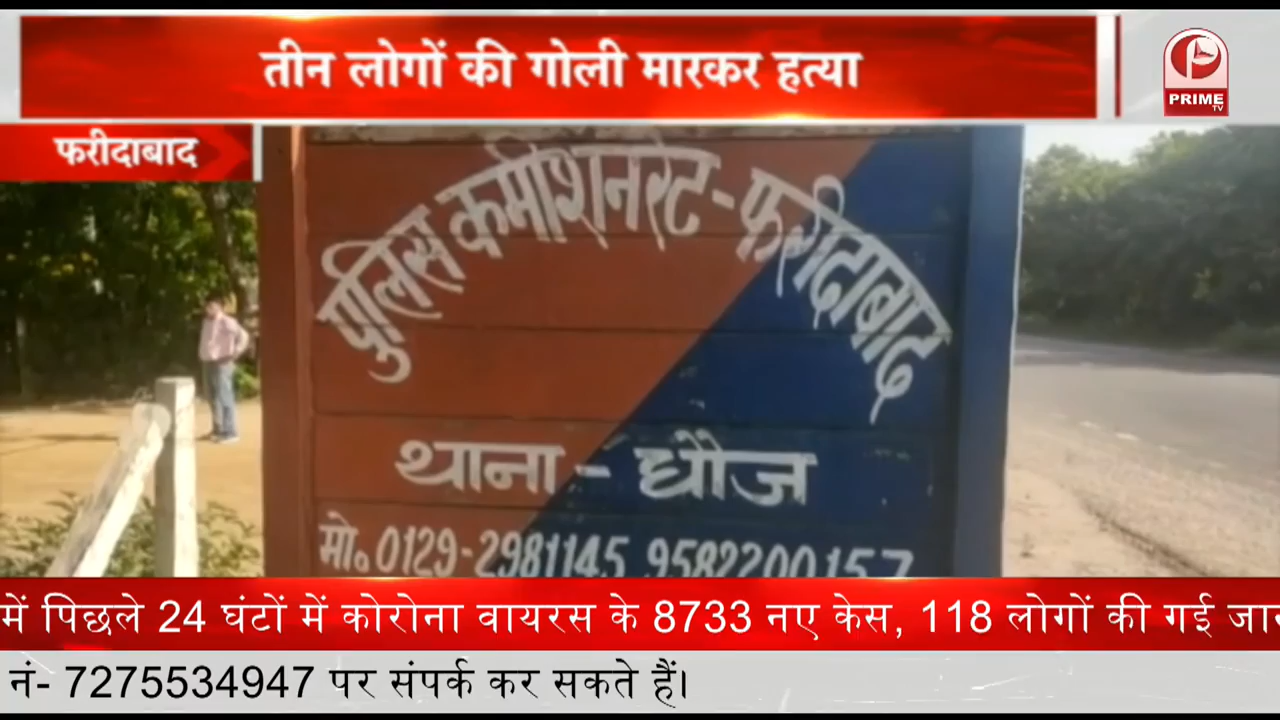 तीन लोगों की गोली मारकर हत्या
PRIME
TV
फरीदाबाद
पुलिस कमीशनरेट-फरीदाबाद
थाना - धौज
मो० 0129-2981145 9582200157
में पिछले 24 घंटों में कोरोना वायरस के 8733 नए केस, 118 लोगों की गई
नं- 7275534947 पर संपर्क कर सकते हैं।